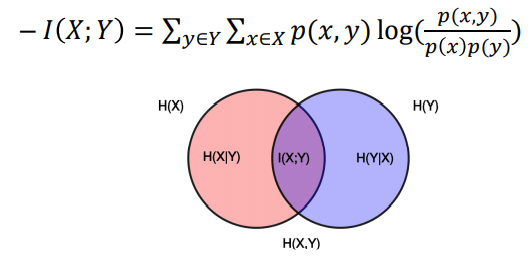 − I(X; Y) = ∑y∈Y ∑x∈X p(x, y) log(p(x,y)/p(x)p(y))
H(X) H(Y)
H(X|Y) I(X;Y) H(Y|X)
H(X,Y)